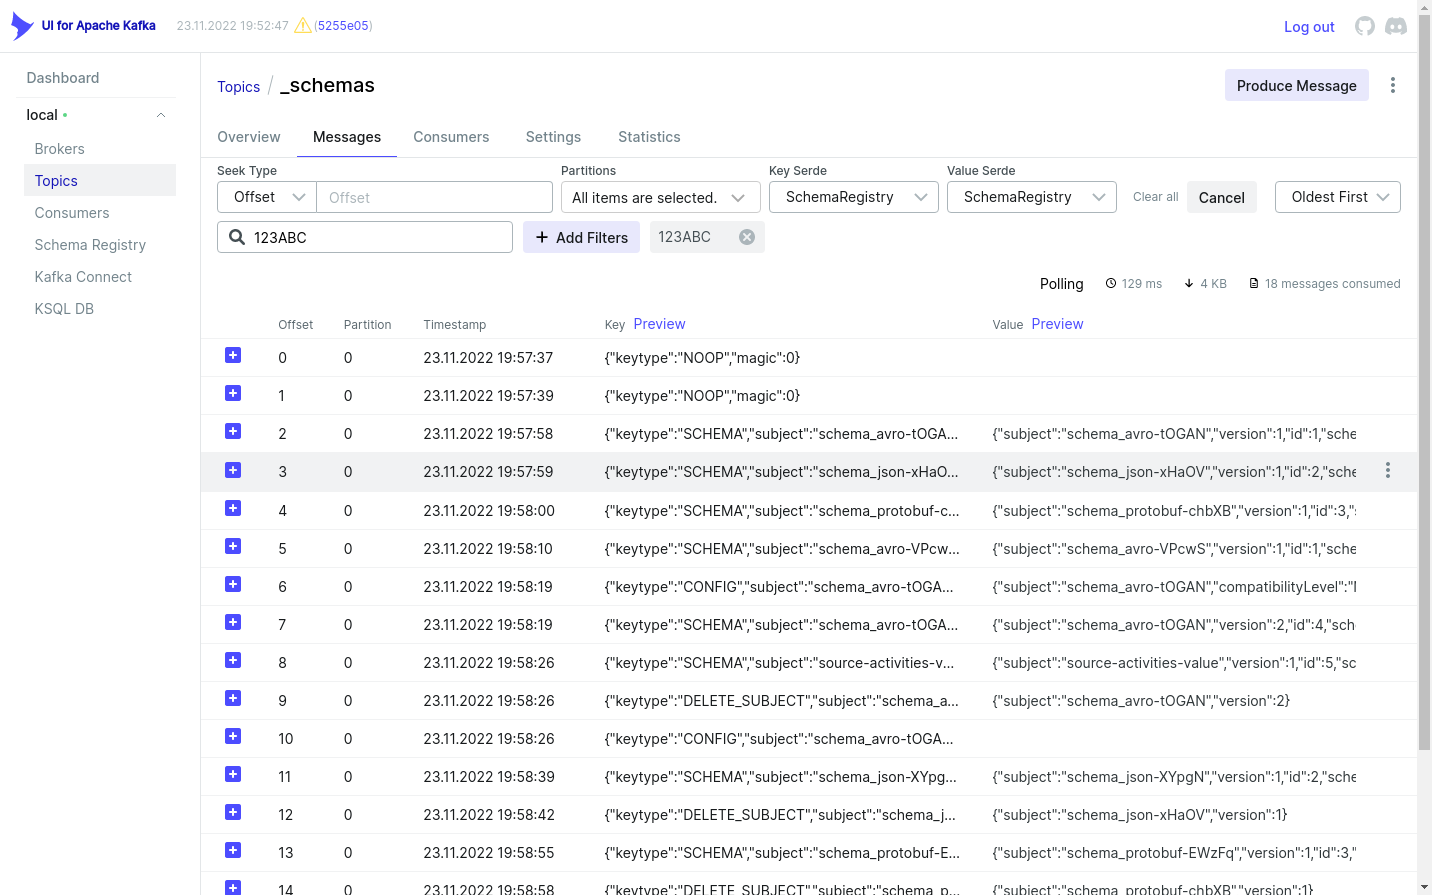 UI for Apache Kafka 23.11.2022 19:52:47 (5255e05) Log out
Dashboard
local
Brokers
Topics
Consumers
Schema Registry
Kafka Connect
KSQL DB
Topics / _schemas Produce Message
Overview Messages Consumers Settings Statistics
Seek Type Partitions Key Serde Value Serde
Offset Offset All items are selected. SchemaRegistry SchemaRegistry Clear all Cancel Oldest First
123ABC Add Filters 123ABC
Polling 129 ms 4 KB 18 messages consumed
Offset Partition Timestamp Key Preview Value Preview
0 0 23.11.2022 19:57:37 {"keytype":"NOOP","magic":0}
1 0 23.11.2022 19:57:39 {"keytype":"NOOP","magic":0}
2 0 23.11.2022 19:57:58 {"keytype":"SCHEMA","subject":"schema_avro-tOGA... {"subject":"schema_avro-tOGAN","version":1,"id":1,"sche
3 0 23.11.2022 19:57:59 {"keytype":"SCHEMA","subject":"schema_json-xHaO... {"subject":"schema_json-xHaOV","version":1,"id":2,"sche
4 0 23.11.2022 19:58:00 {"keytype":"SCHEMA","subject":"schema_protobuf-c... {"subject":"schema_protobuf-chbXB","version":1,"id":3,"
5 0 23.11.2022 19:58:10 {"keytype":"SCHEMA","subject":"schema_avro-VPcw... {"subject":"schema_avro-VPcwS","version":1,"id":1,"sche
6 0 23.11.2022 19:58:19 {"keytype":"CONFIG","subject":"schema_avro-tOGA... {"subject":"schema_avro-tOGAN","compatibilityLevel":"
7 0 23.11.2022 19:58:19 {"keytype":"SCHEMA","subject":"schema_avro-tOGA... {"subject":"schema_avro-tOGAN","version":2,"id":4,"sch
8 0 23.11.2022 19:58:26 {"keytype":"SCHEMA","subject":"source-activities-v... {"subject":"source-activities-value","version":1,"id":5,"sc
9 0 23.11.2022 19:58:26 {"keytype":"DELETE_SUBJECT","subject":"schema_a... {"subject":"schema_avro-tOGAN","version":2}
10 0 23.11.2022 19:58:26 {"keytype":"CONFIG","subject":"schema_avro-tOGA...
11 0 23.11.2022 19:58:39 {"keytype":"SCHEMA","subject":"schema_json-XYpg... {"subject":"schema_json-XYpgN","version":1,"id":2,"sche
12 0 23.11.2022 19:58:42 {"keytype":"DELETE_SUBJECT","subject":"schema_j... {"subject":"schema_json-xHaOV","version":1}
13 0 23.11.2022 19:58:55 {"keytype":"SCHEMA","subject":"schema_protobuf-E... {"subject":"schema_protobuf-EWzFq","version":1,"id":3,"
14 0 23.11.2022 19:58:58 {"keytype":"DELETE_SUBJECT","subject":"schema_p... {"subject":"schema_protobuf-chbXB","version":1}